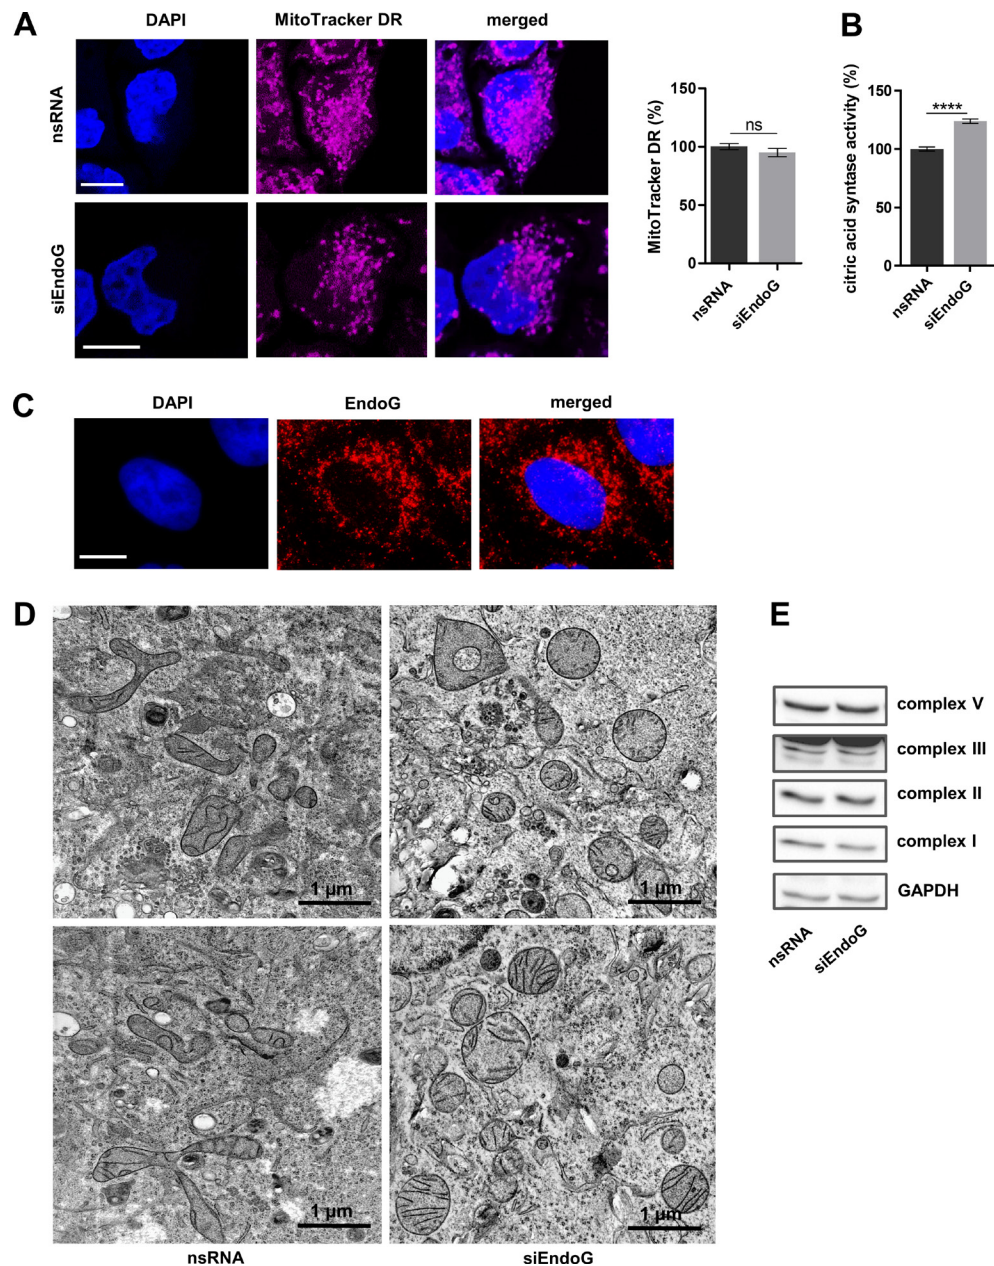 A
DAPI
MitoTracker DR
merged
nsRNA
siEndoG
MitoTracker DR (%)
150
100
50
0
ns
nsRNA
siEndoG
B
citric acid syntase activity (%)
150
100
50
0
****
nsRNA
siEndoG
C
DAPI
EndoG
merged
D
1 µm
1 µm
1 µm
1 µm
nsRNA
siEndoG
E
complex V
complex III
complex II
complex I
GAPDH
nsRNA
siEndoG